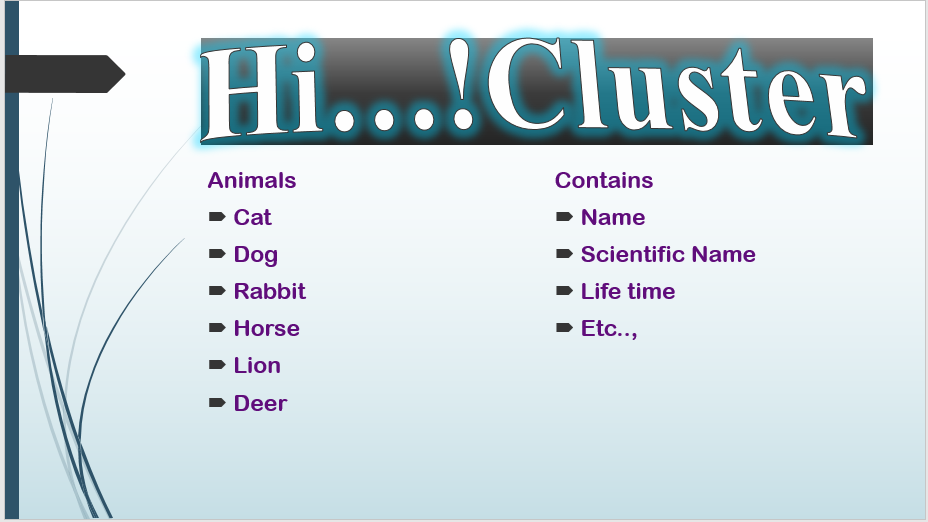 Hi...!Cluster
Animals
Cat
Dog
Rabbit
Horse
Lion
Deer
Contains
Name
Scientific Name
Life time
Etc..,